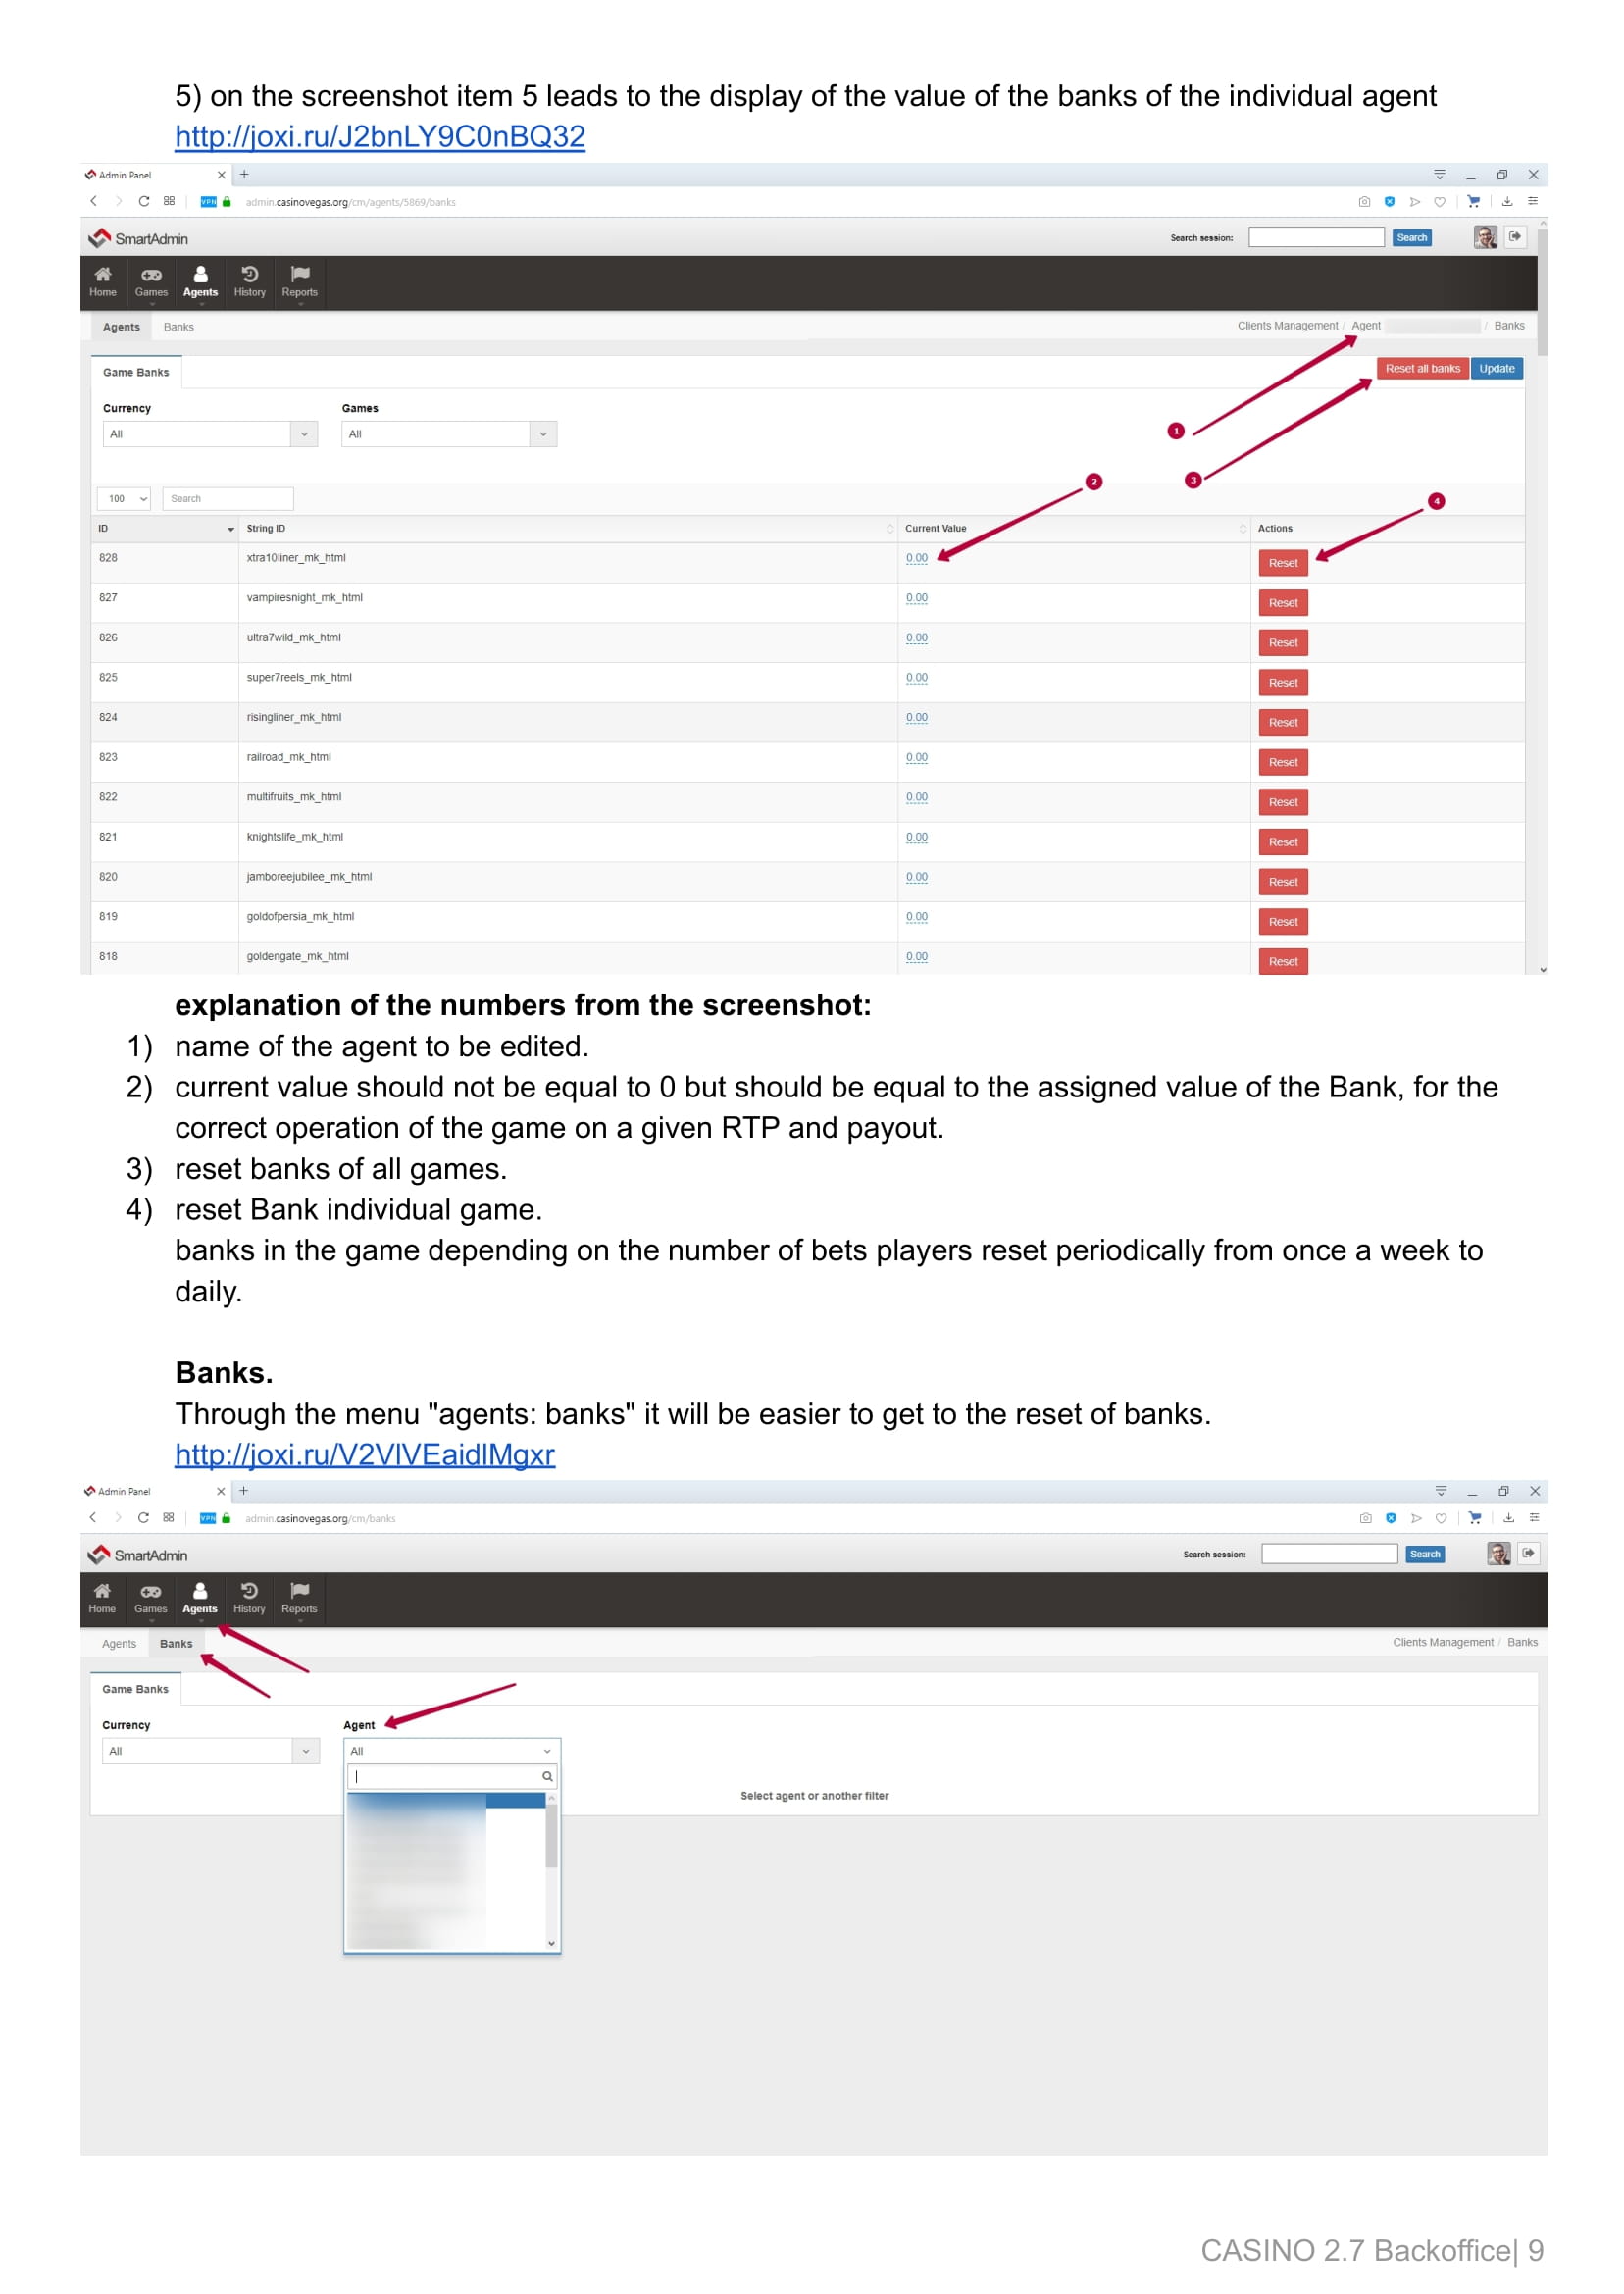 5) on the screenshot item 5 leads to the display of the value of the banks of the individual agent
http://joxi.ru/J2bnLY9C0nBQ32
Admin Panel
VPN admin.casinovegas.org/cm/agents/5869/banks
SmartAdmin Search session: Search
Home Games Agents History Reports
Agents Banks Clients Management / Agent / Banks
Game Banks Reset all banks Update
Currency Games
All All
1
2 3
4
100 Search
ID String ID Current Value Actions
828 xtra10liner_mk_html 0.00 Reset
827 vampiresnight_mk_html 0.00 Reset
826 ultra7wild_mk_html 0.00 Reset
825 super7reels_mk_html 0.00 Reset
824 risingliner_mk_html 0.00 Reset
823 railroad_mk_html 0.00 Reset
822 multifruits_mk_html 0.00 Reset
821 knightslife_mk_html 0.00 Reset
820 jamboreejubilee_mk_html 0.00 Reset
819 goldofpersia_mk_html 0.00 Reset
818 goldengate_mk_html 0.00 Reset
explanation of the numbers from the screenshot:
1) name of the agent to be edited.
2) current value should not be equal to 0 but should be equal to the assigned value of the Bank, for the
correct operation of the game on a given RTP and payout.
3) reset banks of all games.
4) reset Bank individual game.
banks in the game depending on the number of bets players reset periodically from once a week to
daily.
Banks.
Through the menu "agents: banks" it will be easier to get to the reset of banks.
http://joxi.ru/V2VlVEaidlMgxr
Admin Panel
VPN admin.casinovegas.org/cm/banks
SmartAdmin Search session: Search
Home Games Agents History Reports
Agents Banks Clients Management / Banks
Game Banks
Currency Agent
All All
Select agent or another filter
CASINO 2.7 Backoffice| 9